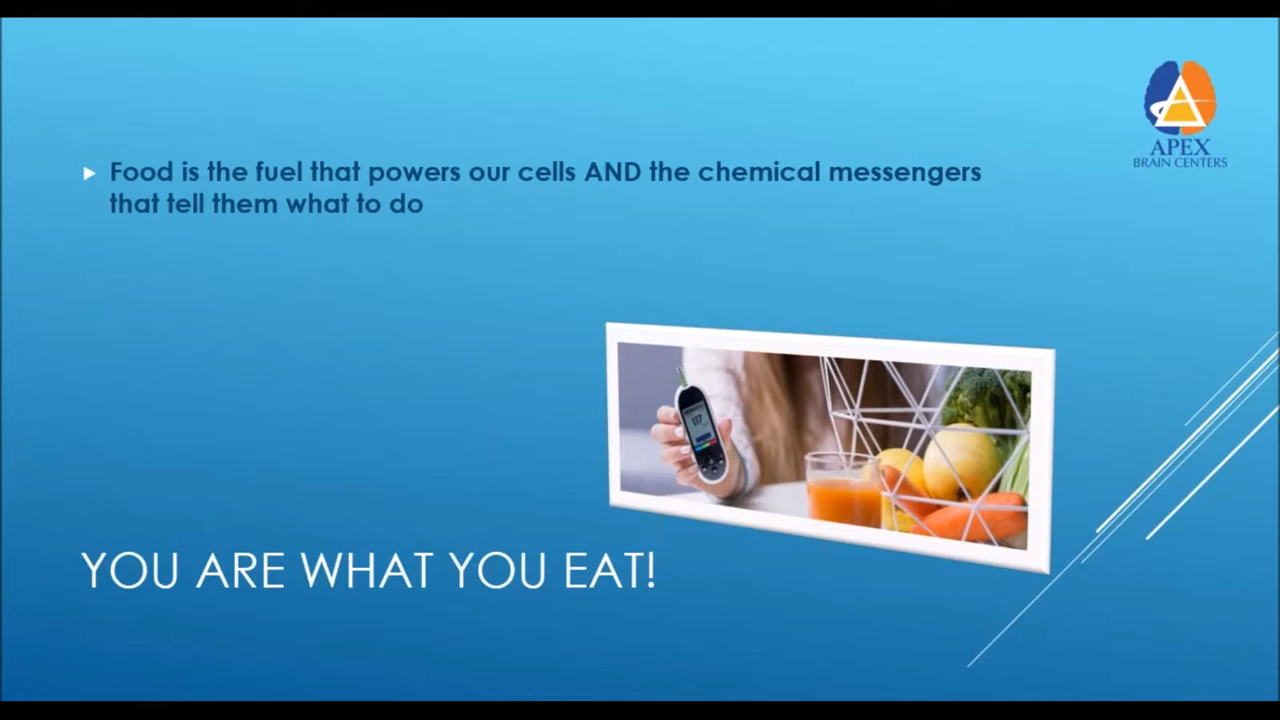 Food is the fuel that powers our cells AND the chemical messengers
that tell them what to do
APEX
BRAIN CENTERS
117
YOU ARE WHAT YOU EAT!